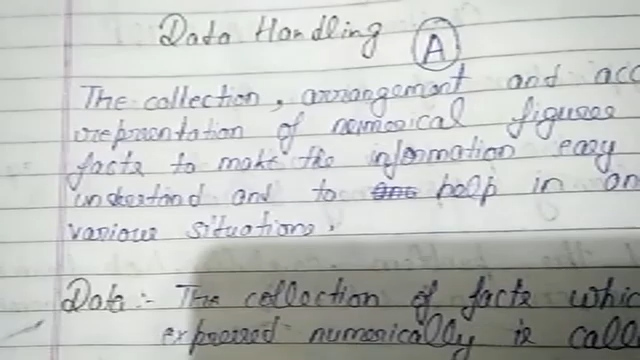 Data Handling (A)
The collection, arrangement and acc
representation of numerical figures
facts to make the information easy
understand and to help in an
various situations.
Data :- The collection of facts whic
expressed numerically is calle